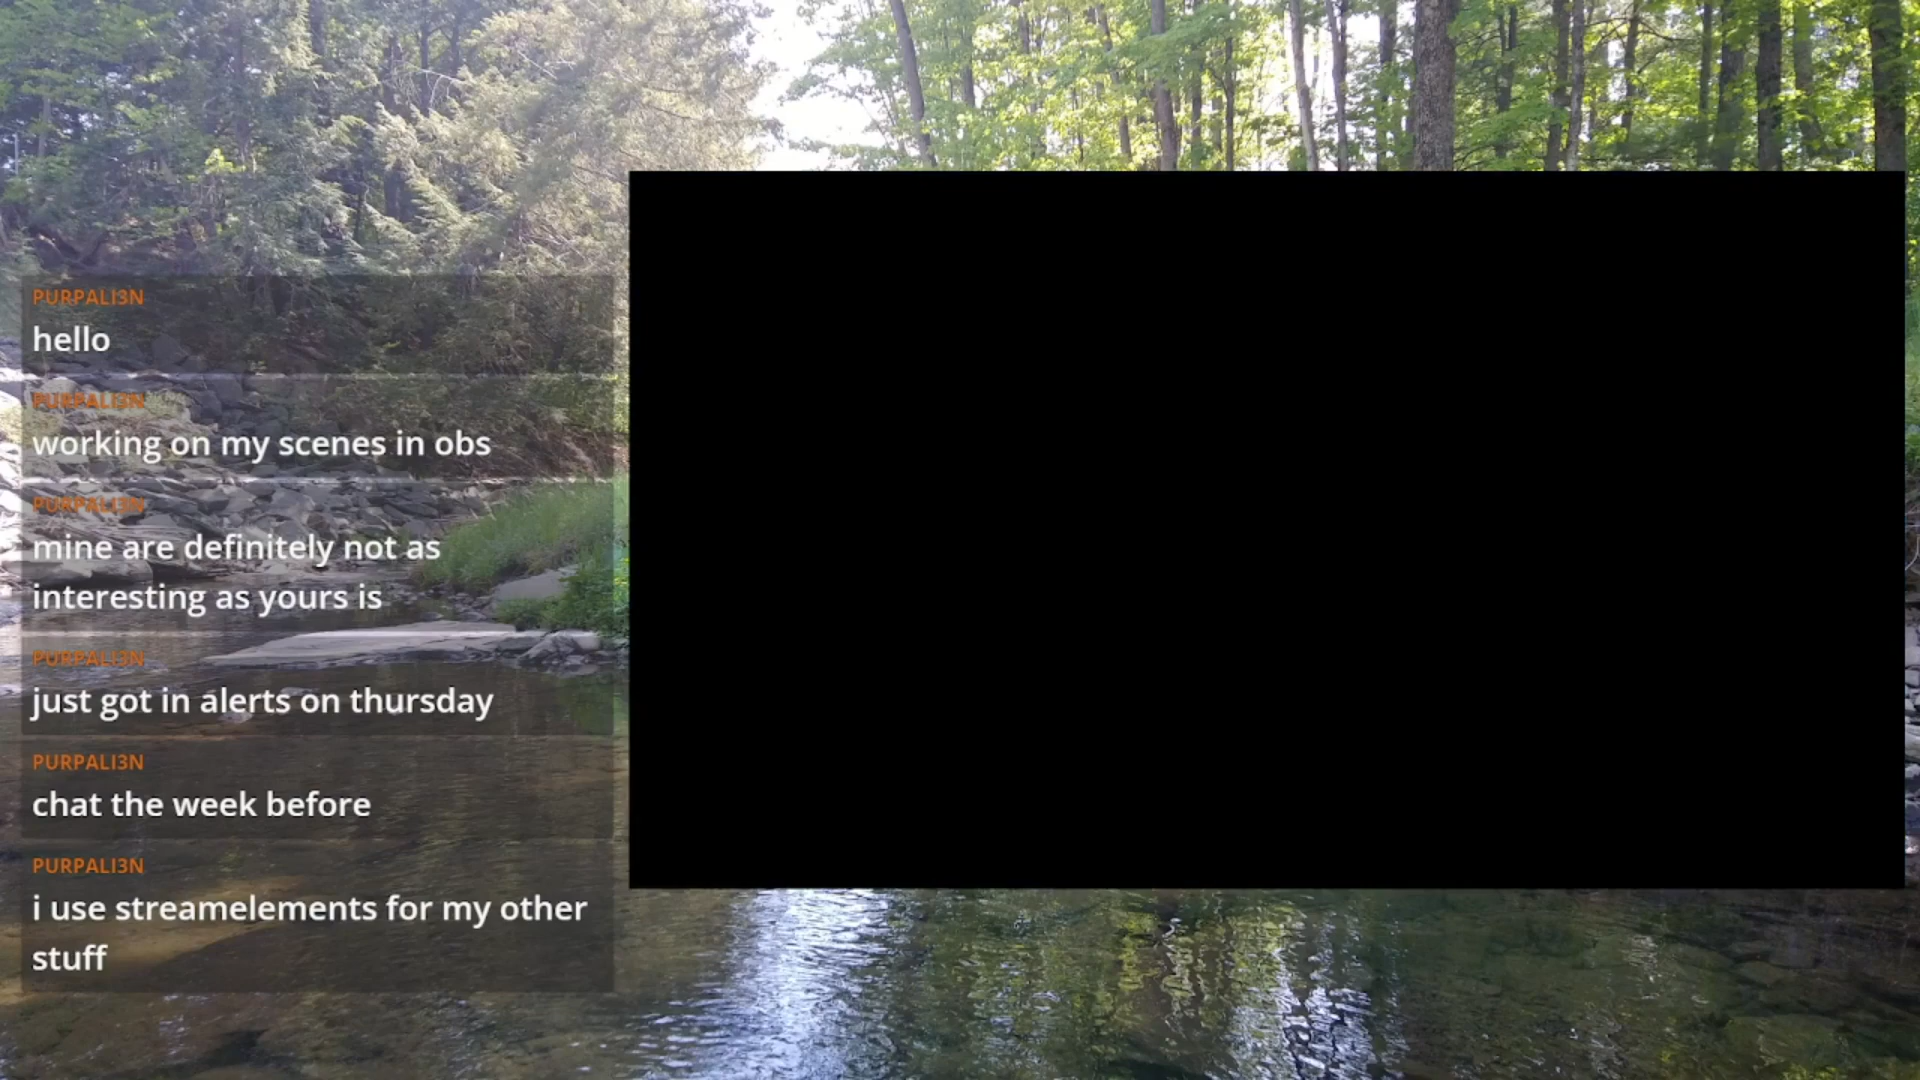 PURPALI3N
hello
PURPALI3N
working on my scenes in obs
PURPALI3N
mine are definitely not as
interesting as yours is
PURPALI3N
just got in alerts on thursday
PURPALI3N
chat the week before
PURPALI3N
i use streamelements for my other
stuff